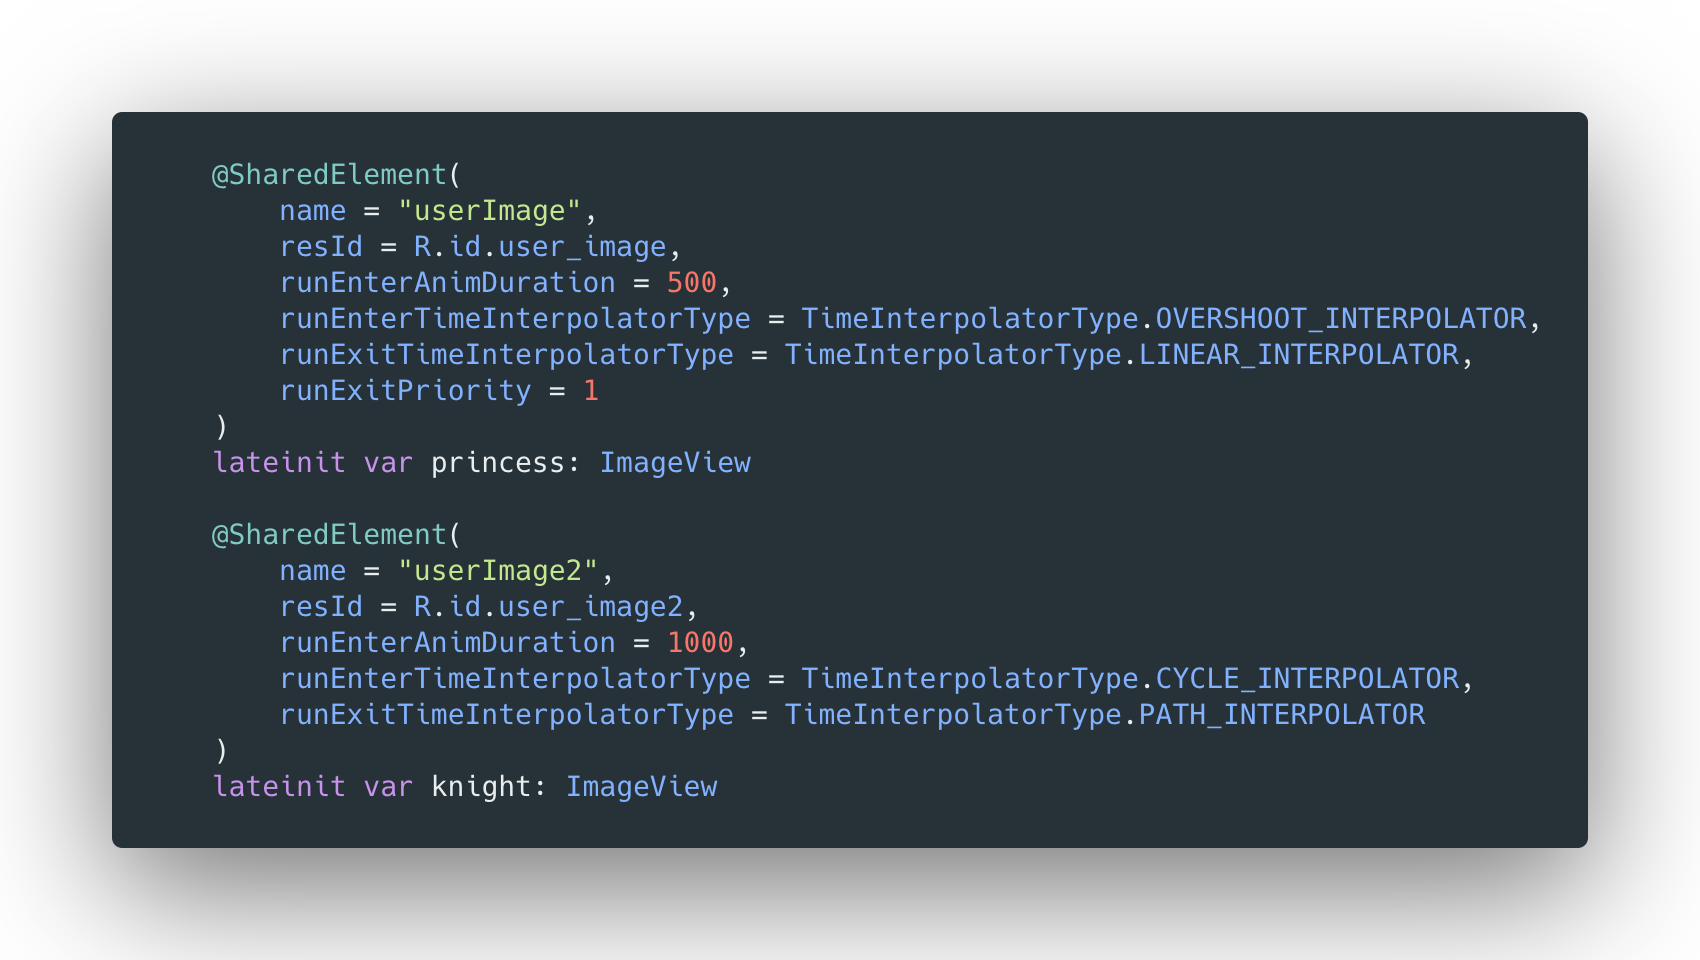 @SharedElement(
    name = "userImage",
    resId = R.id.user_image,
    runEnterAnimDuration = 500,
    runEnterTimeInterpolatorType = TimeInterpolatorType.OVERSHOOT_INTERPOLATOR,
    runExitTimeInterpolatorType = TimeInterpolatorType.LINEAR_INTERPOLATOR,
    runExitPriority = 1
)
lateinit var princess: ImageView

@SharedElement(
    name = "userImage2",
    resId = R.id.user_image2,
    runEnterAnimDuration = 1000,
    runEnterTimeInterpolatorType = TimeInterpolatorType.CYCLE_INTERPOLATOR,
    runExitTimeInterpolatorType = TimeInterpolatorType.PATH_INTERPOLATOR
)
lateinit var knight: ImageView